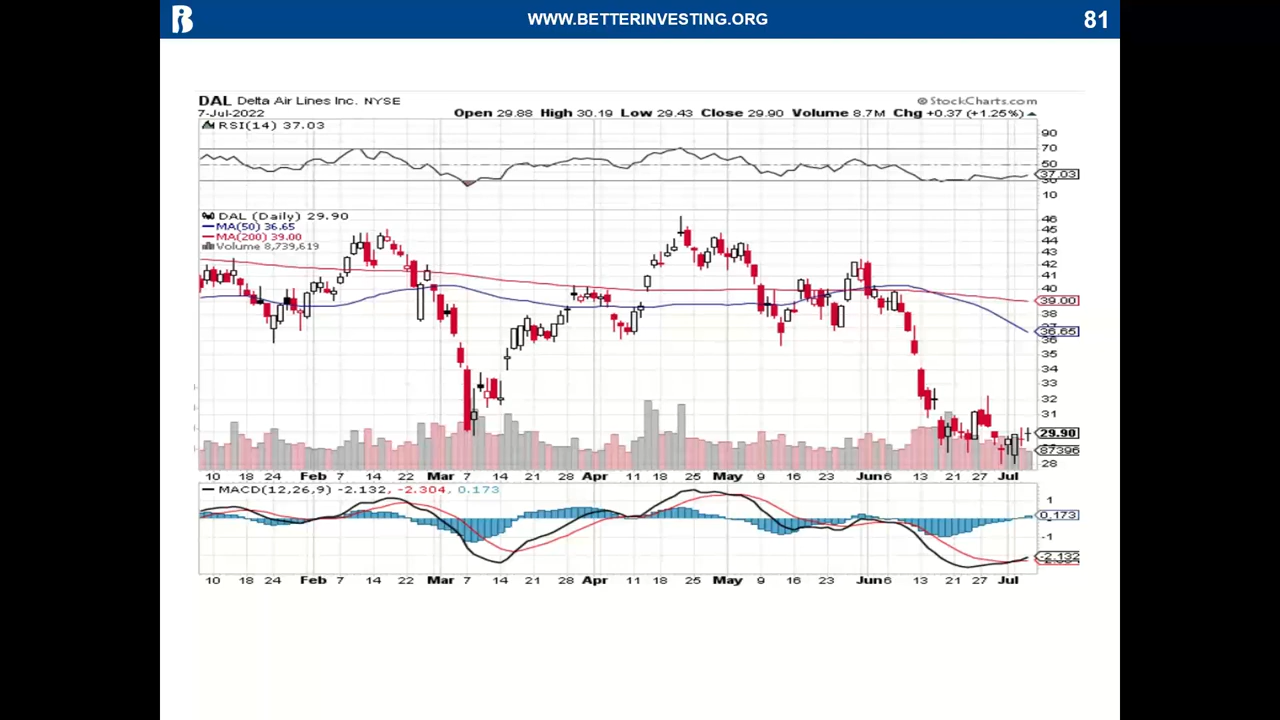 WWW.BETTERINVESTING.ORG
81
DAL Delta Air Lines Inc. NYSE
© StockCharts.com
7-Jul-2022
Open 29.88 High 30.19 Low 29.43 Close 29.90 Volume 8.7M Chg +0.37 (+1.25%)
RSI(14) 37.03
90
70
50
37.03
30
10
DAL (Daily) 29.90
MA(50) 36.65
MA(200) 39.00
Volume 8,739,619
46
45
44
43
42
41
40
39.00
38
36.65
36
35
34
33
32
31
29.90
87396
28
10 18 24 Feb 7 14 22 Mar 7 14 21 28 Apr 11 18 25 May 9 16 23 Jun 6 13 21 27 Jul
MACD(12,26,9) -2.132, -2.304, 0.173
1
0.173
-1
-2.132
10 18 24 Feb 7 14 22 Mar 7 14 21 28 Apr 11 18 25 May 9 16 23 Jun 6 13 21 27 Jul